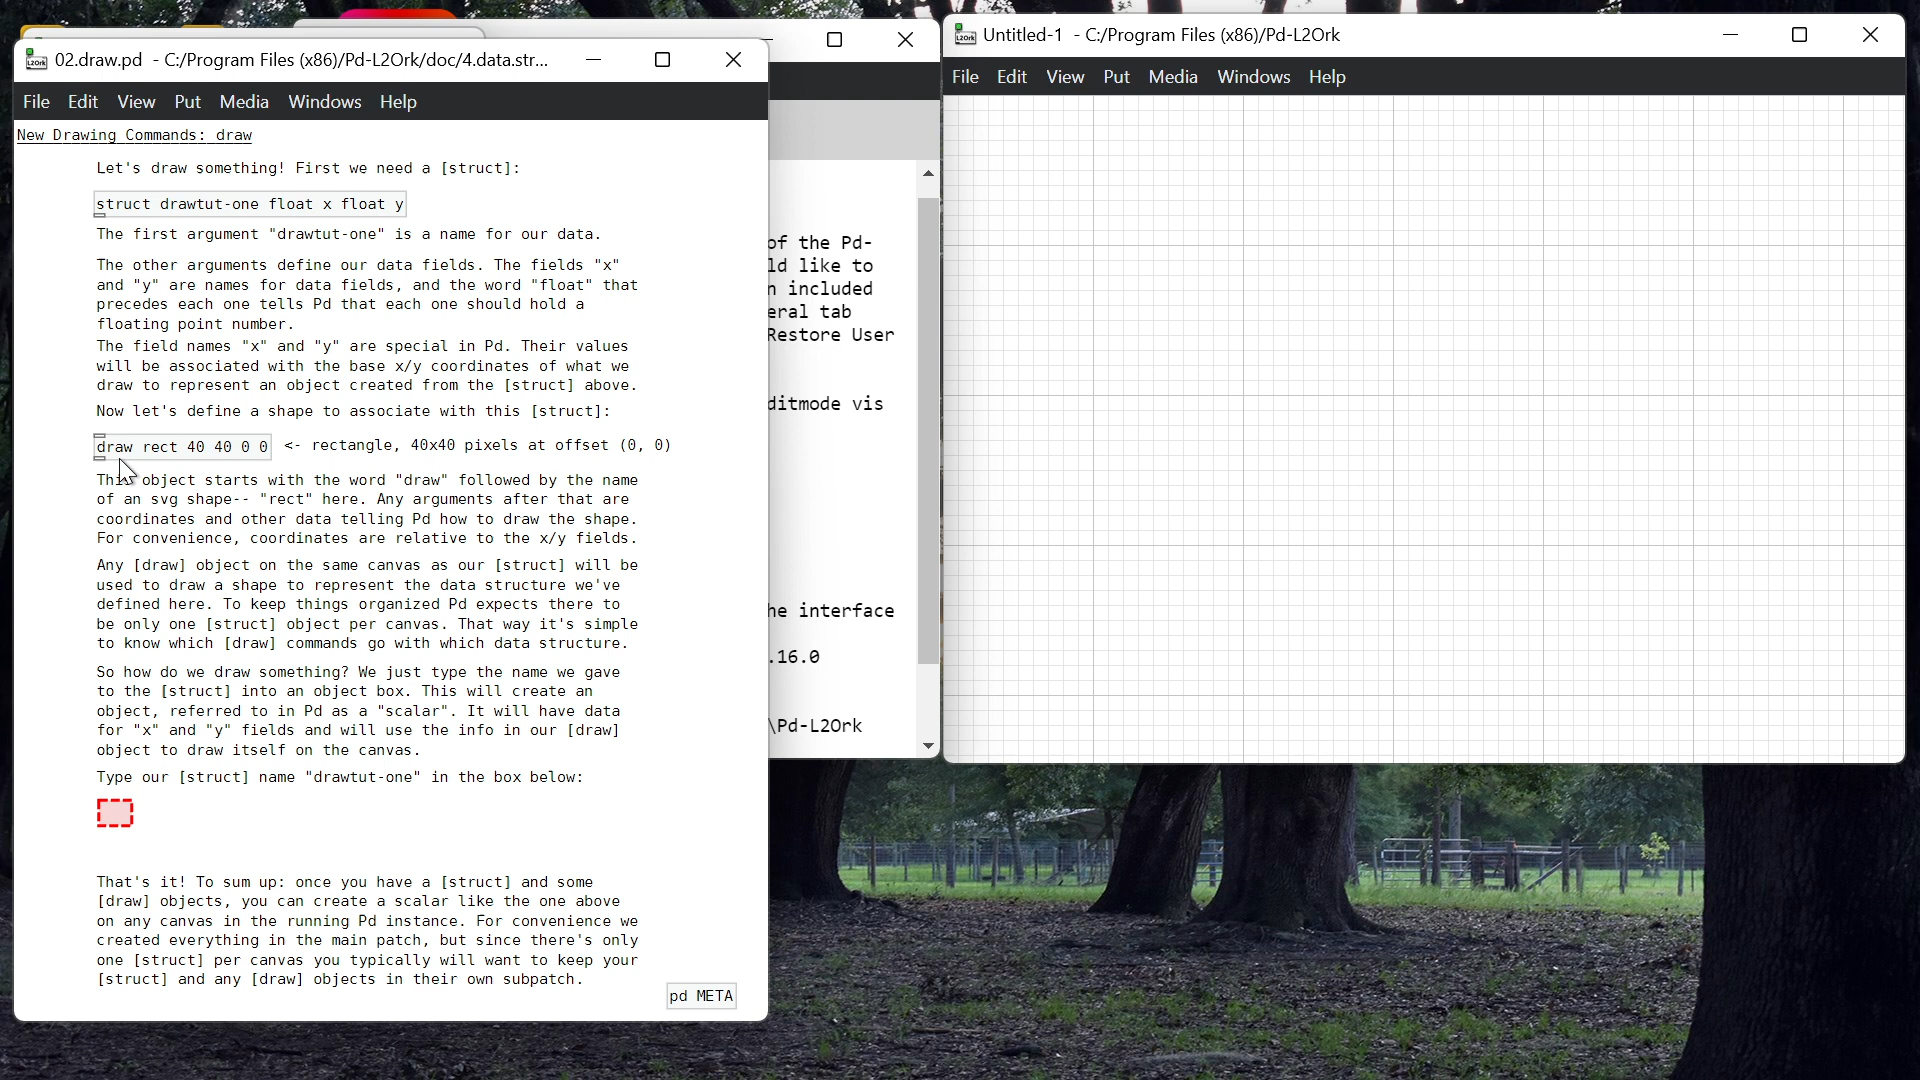 02.draw.pd - C:/Program Files (x86)/Pd-L2Ork/doc/4.data.str...
File Edit View Put Media Windows Help
New Drawing Commands: draw
Let's draw something! First we need a [struct]:
struct drawtut-one float x float y
The first argument "drawtut-one" is a name for our data.
The other arguments define our data fields. The fields "x"
and "y" are names for data fields, and the word "float" that
precedes each one tells Pd that each one should hold a
floating point number.
The field names "x" and "y" are special in Pd. Their values
will be associated with the base x/y coordinates of what we
draw to represent an object created from the [struct] above.
Now let's define a shape to associate with this [struct]:
draw rect 40 40 0 0 <- rectangle, 40x40 pixels at offset (0, 0)
This object starts with the word "draw" followed by the name
of an svg shape-- "rect" here. Any arguments after that are
coordinates and other data telling Pd how to draw the shape.
For convenience, coordinates are relative to the x/y fields.
Any [draw] object on the same canvas as our [struct] will be
used to draw a shape to represent the data structure we've
defined here. To keep things organized Pd expects there to
be only one [struct] object per canvas. That way it's simple
to know which [draw] commands go with which data structure.
So how do we draw something? We just type the name we gave
to the [struct] into an object box. This will create an
object, referred to in Pd as a "scalar". It will have data
for "x" and "y" fields and will use the info in our [draw]
object to draw itself on the canvas.
Type our [struct] name "drawtut-one" in the box below:
That's it! To sum up: once you have a [struct] and some
[draw] objects, you can create a scalar like the one above
on any canvas in the running Pd instance. For convenience we
created everything in the main patch, but since there's only
one [struct] per canvas you typically will want to keep your
[struct] and any [draw] objects in their own subpatch.
pd META
of the Pd-
ld like to
n included
eral tab
Restore User
ditmode vis
he interface
.16.0
\Pd-L2Ork
Untitled-1 - C:/Program Files (x86)/Pd-L2Ork
File Edit View Put Media Windows Help